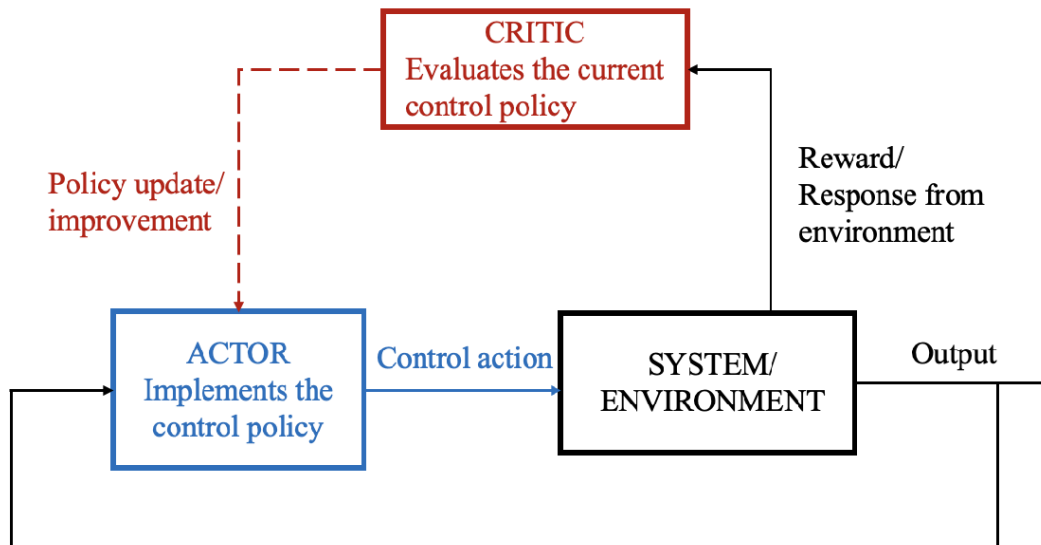 CRITIC
Evaluates the current
control policy
Policy update/
improvement
Reward/
Response from
environment
ACTOR
Implements the
control policy
Control action
SYSTEM/
ENVIRONMENT
Output